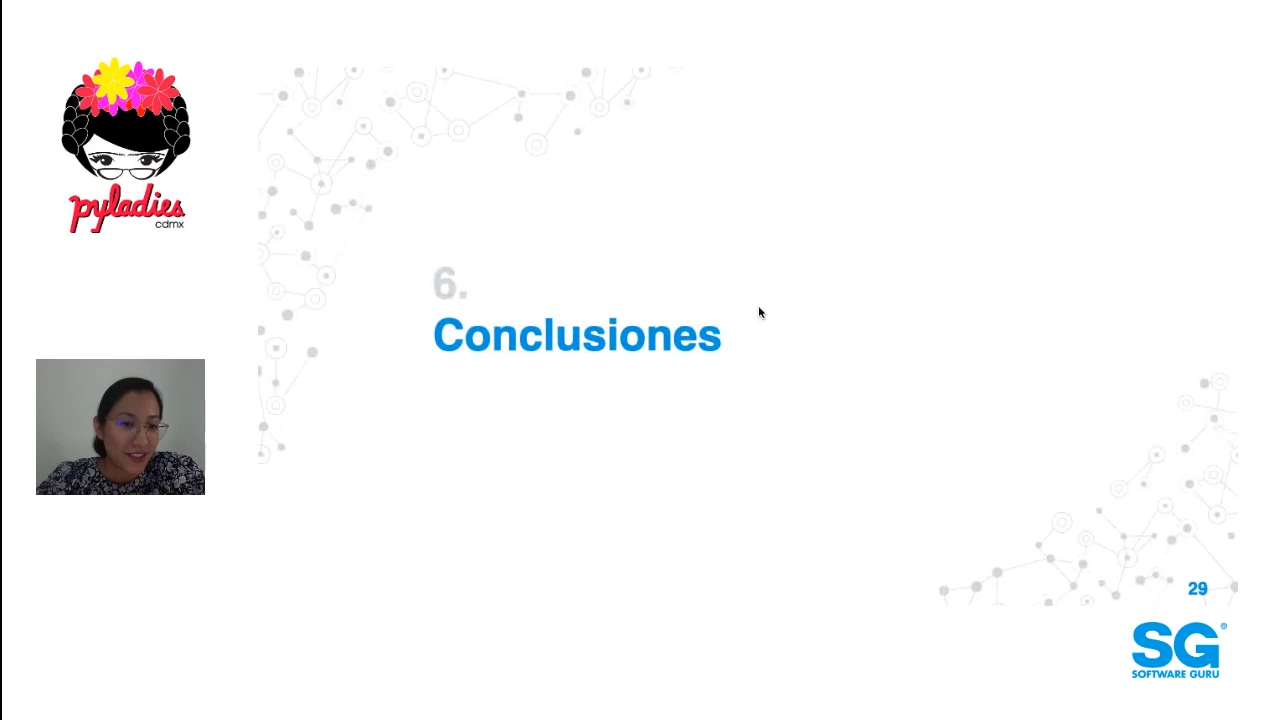 pyladies
cdmx
6.
Conclusiones
29
SG®
SOFTWARE GURU